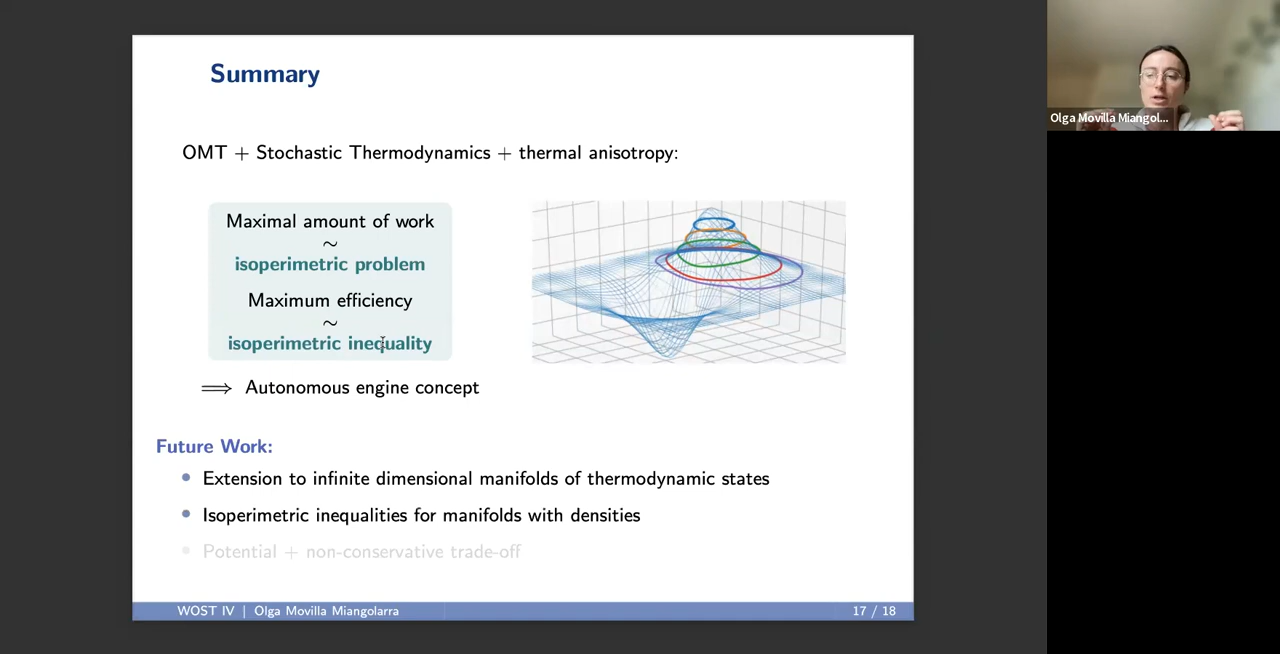 Summary
OMT + Stochastic Thermodynamics + thermal anisotropy:
Maximal amount of work
~
isoperimetric problem
Maximum efficiency
~
isoperimetric inequality
⟹ Autonomous engine concept
Future Work:
• Extension to infinite dimensional manifolds of thermodynamic states
• Isoperimetric inequalities for manifolds with densities
• Potential + non-conservative trade-off
WOST IV | Olga Movilla Miangolarra
17 / 18
Olga Movilla Miangol...